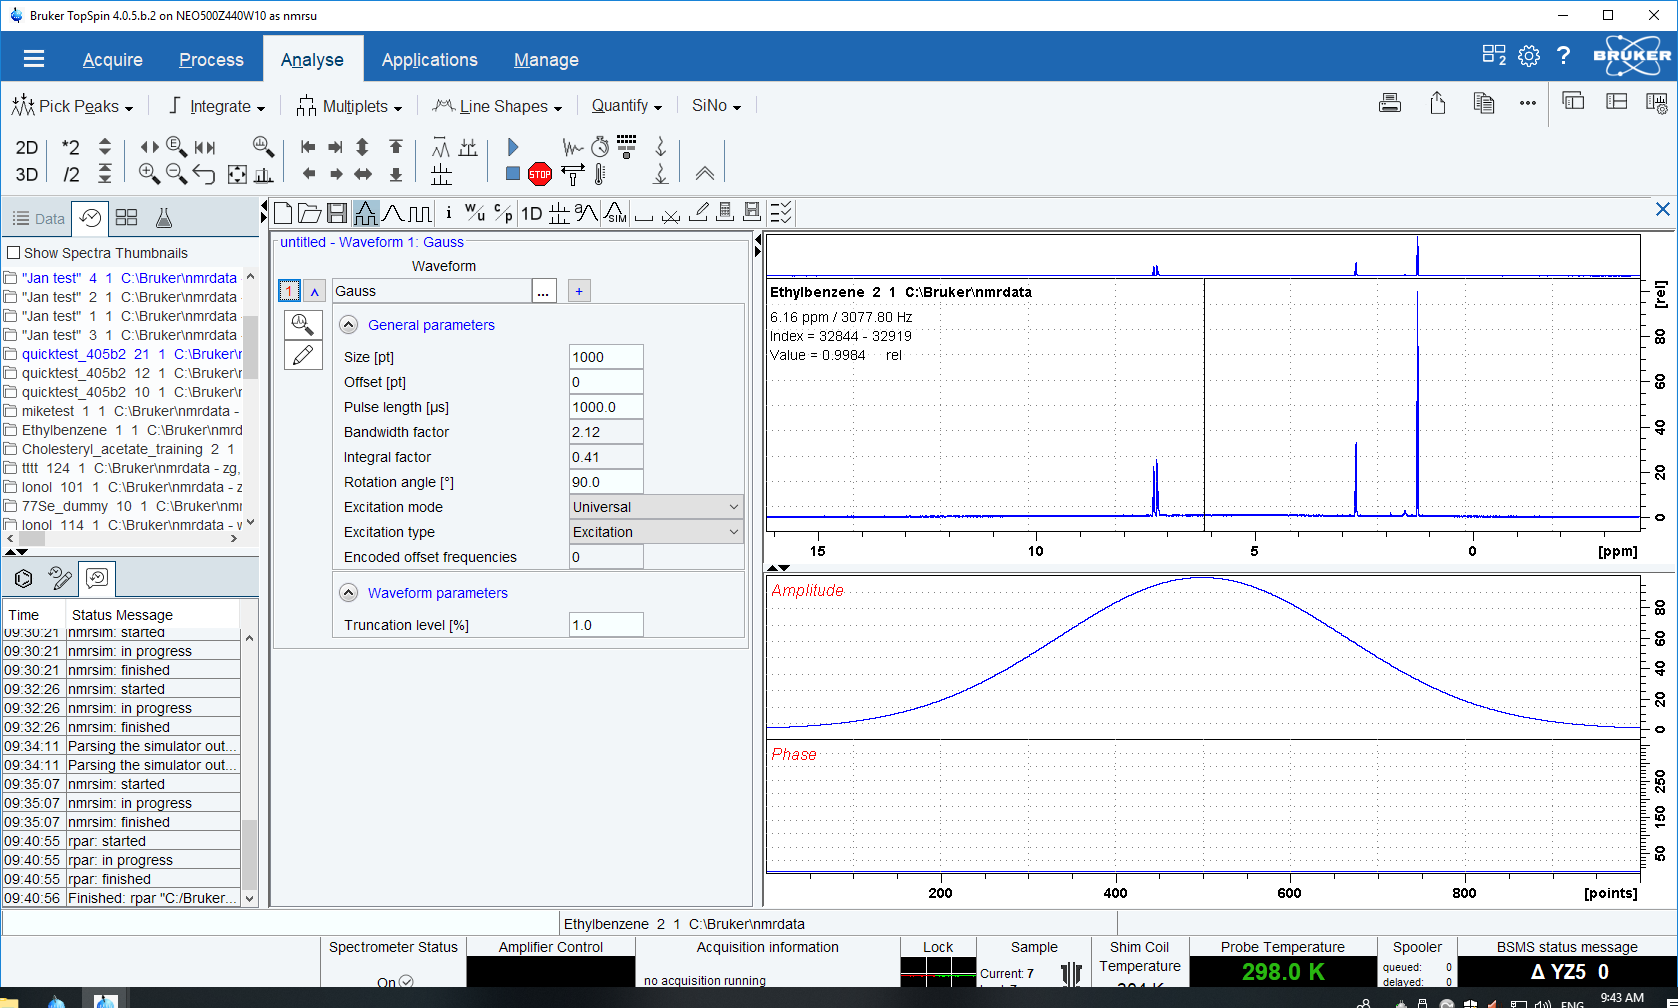 Bruker TopSpin 4.0.5.b.2 on NEO500Z440W10 as nmrsu
Acquire Process Analyse Applications Manage
2 ? BRUKER
Pick Peaks Integrate Multiplets Line Shapes Quantify SiNo
2D *2
3D /2
STOP
Data
i W/u C/p 1D a SIM
Show Spectra Thumbnails
"Jan test" 4 1 C:\Bruker\nmrdata
"Jan test" 2 1 C:\Bruker\nmrdata
"Jan test" 1 1 C:\Bruker\nmrdata
"Jan test" 3 1 C:\Bruker\nmrdata
quicktest_405b2 21 1 C:\Bruker\r
quicktest_405b2 12 1 C:\Bruker\
quicktest_405b2 10 1 C:\Bruker\
miketest 1 1 C:\Bruker\nmrdata -
Ethylbenzene 1 1 C:\Bruker\nmrd
Cholesteryl_acetate_training 2 1
tttt 124 1 C:\Bruker\nmrdata - zg,
Ionol 101 1 C:\Bruker\nmrdata - z
77Se_dummy 10 1 C:\Bruker\nmr
Ionol 114 1 C:\Bruker\nmrdata -
Time Status Message
09:30:21 nmrsim: started
09:30:21 nmrsim: in progress
09:30:21 nmrsim: finished
09:32:26 nmrsim: started
09:32:26 nmrsim: in progress
09:32:26 nmrsim: finished
09:34:11 Parsing the simulator out...
09:34:11 Parsing the simulator out...
09:35:07 nmrsim: started
09:35:07 nmrsim: in progress
09:35:07 nmrsim: finished
09:40:55 rpar: started
09:40:55 rpar: in progress
09:40:55 rpar: finished
09:40:56 Finished: rpar "C:/Bruker...
untitled - Waveform 1: Gauss
Waveform
1 Gauss ... +
General parameters
Size [pt] 1000
Offset [pt] 0
Pulse length [µs] 1000.0
Bandwidth factor 2.12
Integral factor 0.41
Rotation angle [°] 90.0
Excitation mode Universal
Excitation type Excitation
Encoded offset frequencies 0
Waveform parameters
Truncation level [%] 1.0
Ethylbenzene 2 1 C:\Bruker\nmrdata
6.16 ppm / 3077.80 Hz
Index = 32844 - 32919
Value = 0.9984 rel
[rel]
80
60
40
20
0
15 10 5 0 [ppm]
Amplitude
80
60
40
20
0
Phase
250
150
50
200 400 600 800 [points]
Ethylbenzene 2 1 C:\Bruker\nmrdata
Spectrometer Status Amplifier Control Acquisition information Lock Sample Shim Coil Temperature Probe Temperature Spooler BSMS status message
On no acquisition running Current: 7 298.0 K queued: 0 Δ YZ5 0
delayed: 0
ENG 9:43 AM